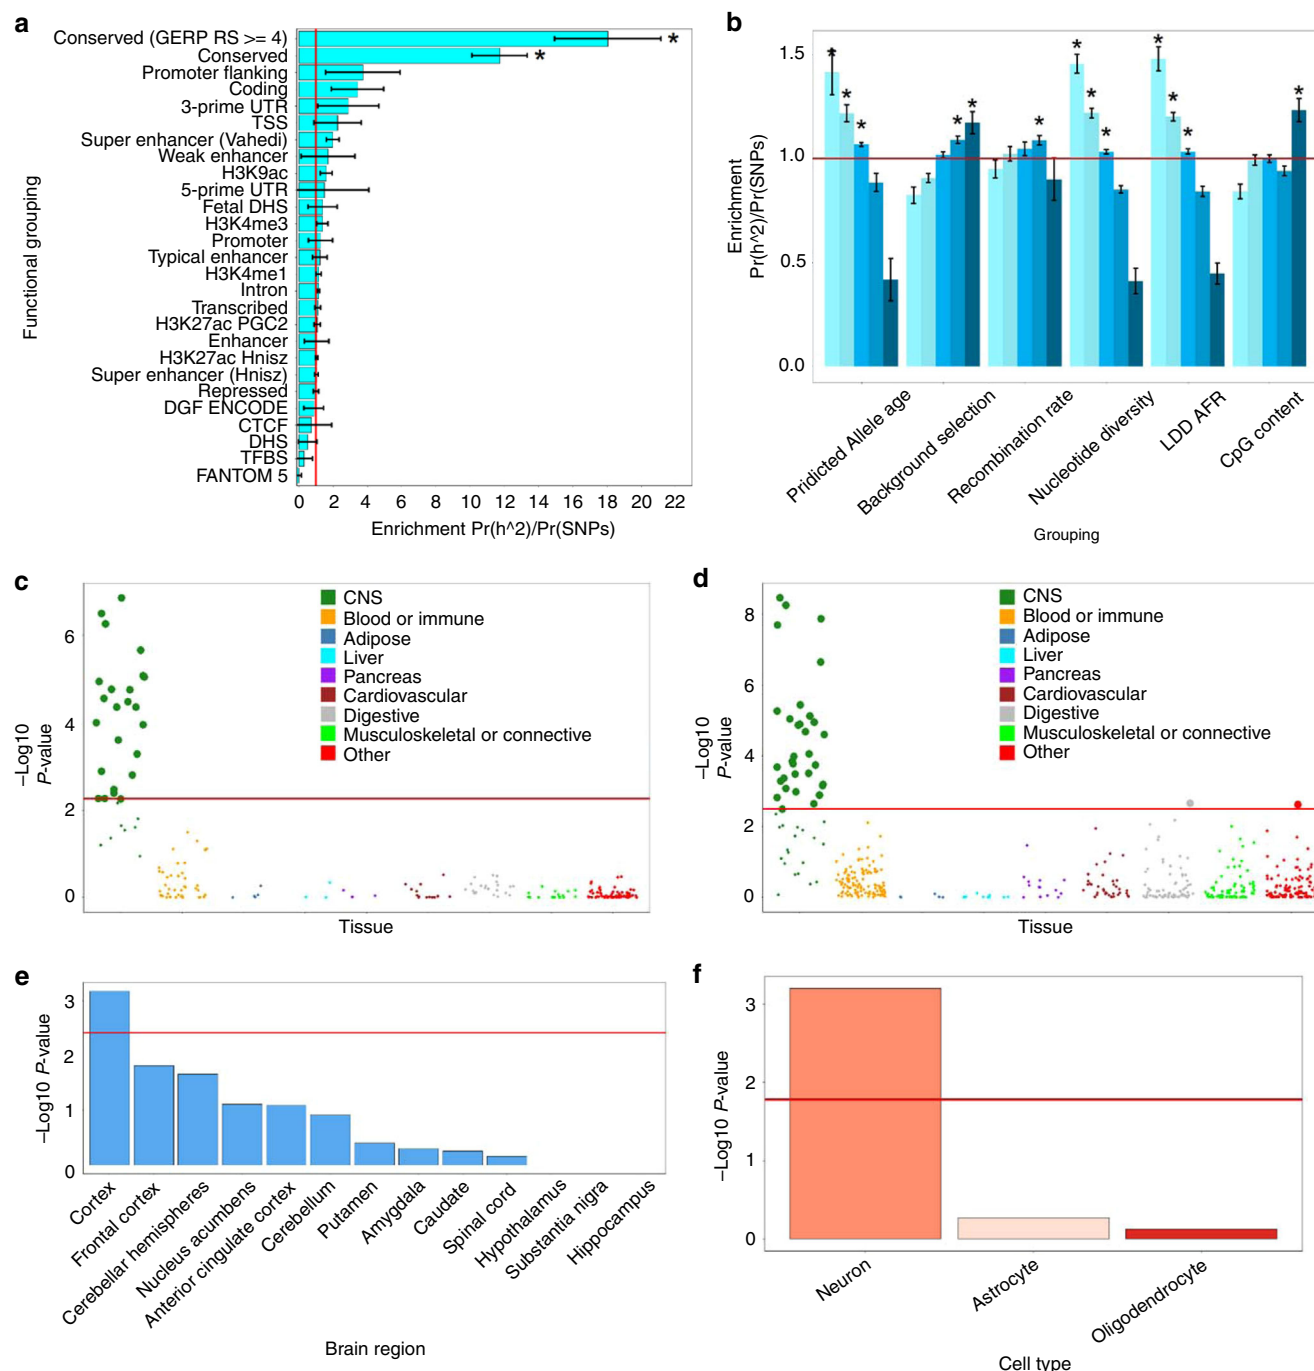 a
Functional grouping
Conserved (GERP RS >= 4)
Conserved
Promoter flanking
Coding
3-prime UTR
TSS
Super enhancer (Vahedi)
Weak enhancer
H3K9ac
5-prime UTR
Fetal DHS
H3K4me3
Promoter
Typical enhancer
H3K4me1
Intron
Transcribed
H3K27ac PGC2
Enhancer
H3K27ac Hnisz
Super enhancer (Hnisz)
Repressed
DGF ENCODE
CTCF
DHS
TFBS
FANTOM 5
* 
*
0 2 4 6 8 10 12 14 16 18 20 22
Enrichment Pr(h^2)/Pr(SNPs)
b
Enrichment
Pr(h^2)/Pr(SNPs)
1.5
1.0
0.5
0.0
* * * * * * * * * * * * *
Pridicted Allele age
Background selection
Recombination rate
Nucleotide diversity
LDD AFR
CpG content
Grouping
c
–Log10
P-value
6
4
2
0
CNS
Blood or immune
Adipose
Liver
Pancreas
Cardiovascular
Digestive
Musculoskeletal or connective
Other
Tissue
d
–Log10
P-value
8
6
4
2
0
CNS
Blood or immune
Adipose
Liver
Pancreas
Cardiovascular
Digestive
Musculoskeletal or connective
Other
Tissue
e
–Log10 P-value
3
2
1
0
Cortex
Frontal cortex
Cerebellar hemispheres
Nucleus acumbens
Anterior cingulate cortex
Cerebellum
Putamen
Amygdala
Caudate
Spinal cord
Hypothalamus
Substantia nigra
Hippocampus
Brain region
f
–Log10 P-value
3
2
1
0
Neuron
Astrocyte
Oligodendrocyte
Cell type